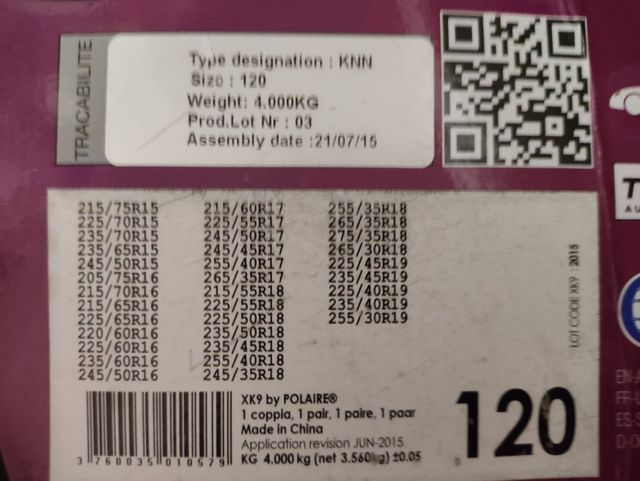 TRACABILITE
Type designation : KNN
Size : 120
Weight: 4.000KG
Prod.Lot Nr : 03
Assembly date :21/07/15
215/75R15
225/70R15
235/70R15
235/65R15
245/50R15
205/75R16
215/70R16
215/65R16
225/65R16
220/60R16
225/60R16
235/60R16
245/50R16
215/60R17
225/55R17
245/50R17
245/45R17
255/40R17
265/35R17
215/55R18
225/55R18
225/50R18
235/50R18
235/45R18
255/40R18
245/35R18
255/35R18
265/35R18
275/35R18
265/30R18
225/45R19
235/45R19
225/40R19
235/40R19
255/30R19
LOT CODE XK9 : 2015
XK9 by POLAIRE®
1 coppia, 1 pair, 1 paire, 1 paar
Made in China
Application revision JUN-2015
KG 4.000 kg (net 3.560kg) ±0.05
3 760035 010579
120